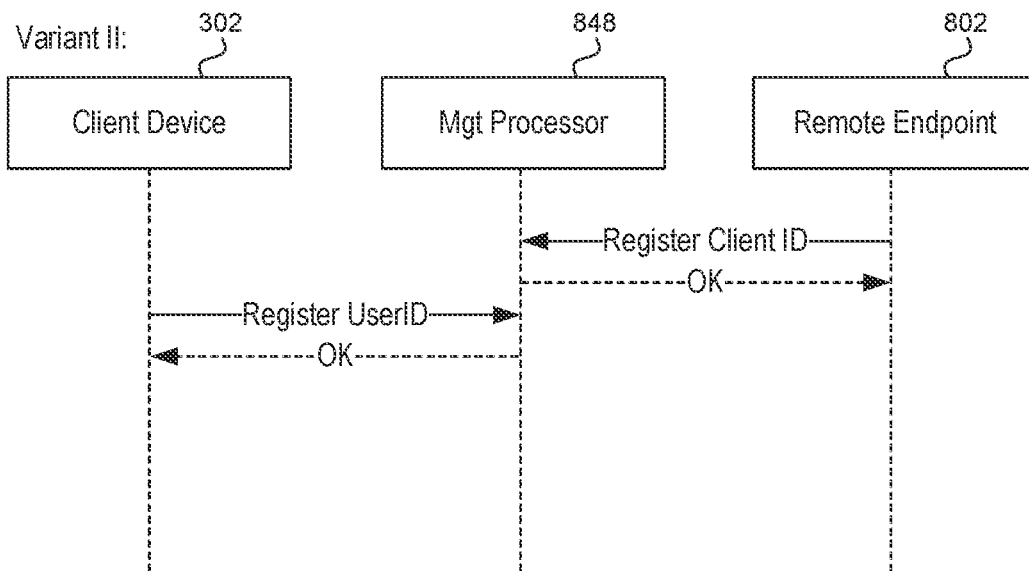 Variant II:
302
848
802
Client Device
Mgt Processor
Remote Endpoint
Register Client ID
OK
Register UserID
OK